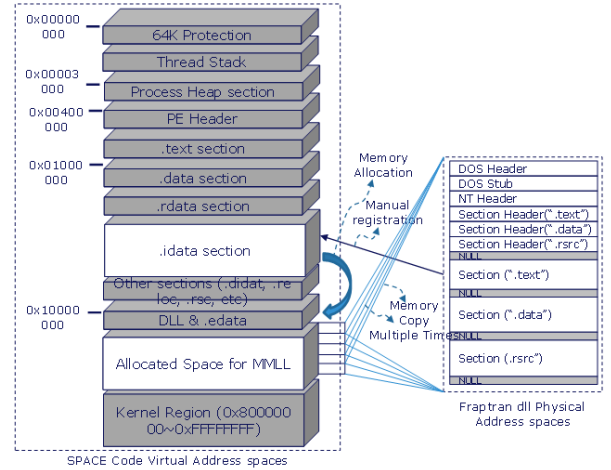 0x00000
000
64K Protection
Thread Stack
0x00003
000
Process Heap section
0x00400
000
PE Header
.text section
0x01000
000
.data section
.rdata section
.idata section
Other sections (.didat, .re
loc, .rsc, etc)
0x10000
000
DLL & .edata
Allocated Space for MMLL
Kernel Region (0x800000
00~0xFFFFFFFF)
SPACE Code Virtual Address spaces
Memory
Allocation
Manual
registration
Memory
Copy
Multiple Times
DOS Header
DOS Stub
NT Header
Section Header(“ .text”)
Section Header(“ .data”)
Section Header(“ .rsrc”)
NULL
Section (“.text”)
NULL
Section (“.data”)
NULL
Section (.rsrc”)
NULL
Fraptran dll Physical
Address spaces